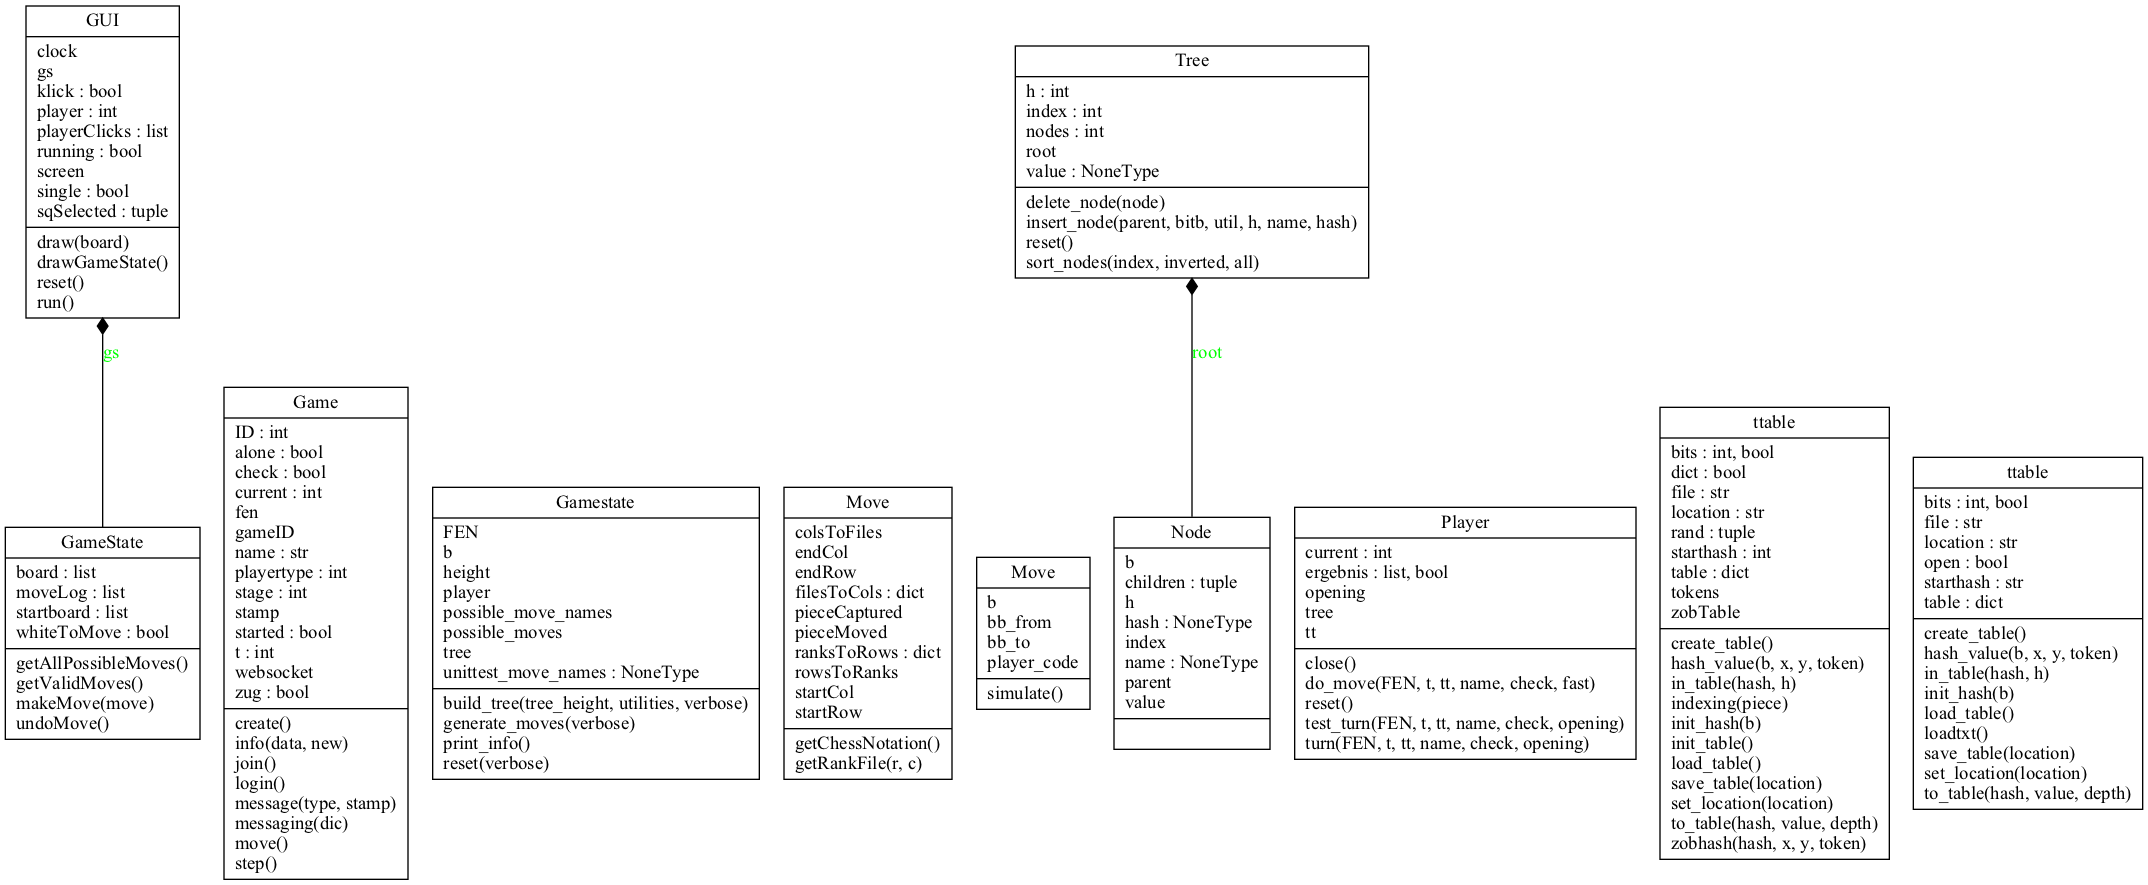 GUI
clock
gs
klick : bool
player : int
playerClicks : list
running : bool
screen
single : bool
sqSelected : tuple
draw(board)
drawGameState()
reset()
run()
gs
Tree
h : int
index : int
nodes : int
root
value : NoneType
delete_node(node)
insert_node(parent, bitb, util, h, name, hash)
reset()
sort_nodes(index, inverted, all)
root
GameState
board : list
moveLog : list
startboard : list
whiteToMove : bool
getAllPossibleMoves()
getValidMoves()
makeMove(move)
undoMove()
Game
ID : int
alone : bool
check : bool
current : int
fen
gameID
name : str
playertype : int
stage : int
stamp
started : bool
t : int
websocket
zug : bool
create()
info(data, new)
join()
login()
message(type, stamp)
messaging(dic)
move()
step()
Gamestate
FEN
b
height
player
possible_move_names
possible_moves
tree
unittest_move_names : NoneType
build_tree(tree_height, utilities, verbose)
generate_moves(verbose)
print_info()
reset(verbose)
Move
colsToFiles
endCol
endRow
filesToCols : dict
pieceCaptured
pieceMoved
ranksToRows : dict
rowsToRanks
startCol
startRow
getChessNotation()
getRankFile(r, c)
Move
b
bb_from
bb_to
player_code
simulate()
Node
b
children : tuple
h
hash : NoneType
index
name : NoneType
parent
value
Player
current : int
ergebnis : list, bool
opening
tree
tt
close()
do_move(FEN, t, tt, name, check, fast)
reset()
test_turn(FEN, t, tt, name, check, opening)
turn(FEN, t, tt, name, check, opening)
ttable
bits : int, bool
dict : bool
file : str
location : str
rand : tuple
starthash : int
table : dict
tokens
zobTable
create_table()
hash_value(b, x, y, token)
in_table(hash, h)
indexing(piece)
init_hash(b)
init_table()
load_table()
save_table(location)
set_location(location)
to_table(hash, value, depth)
zobhash(hash, x, y, token)
ttable
bits : int, bool
file : str
location : str
open : bool
starthash : str
table : dict
create_table()
hash_value(b, x, y, token)
in_table(hash, h)
init_hash(b)
load_table()
loadtxt()
save_table(location)
set_location(location)
to_table(hash, value, depth)